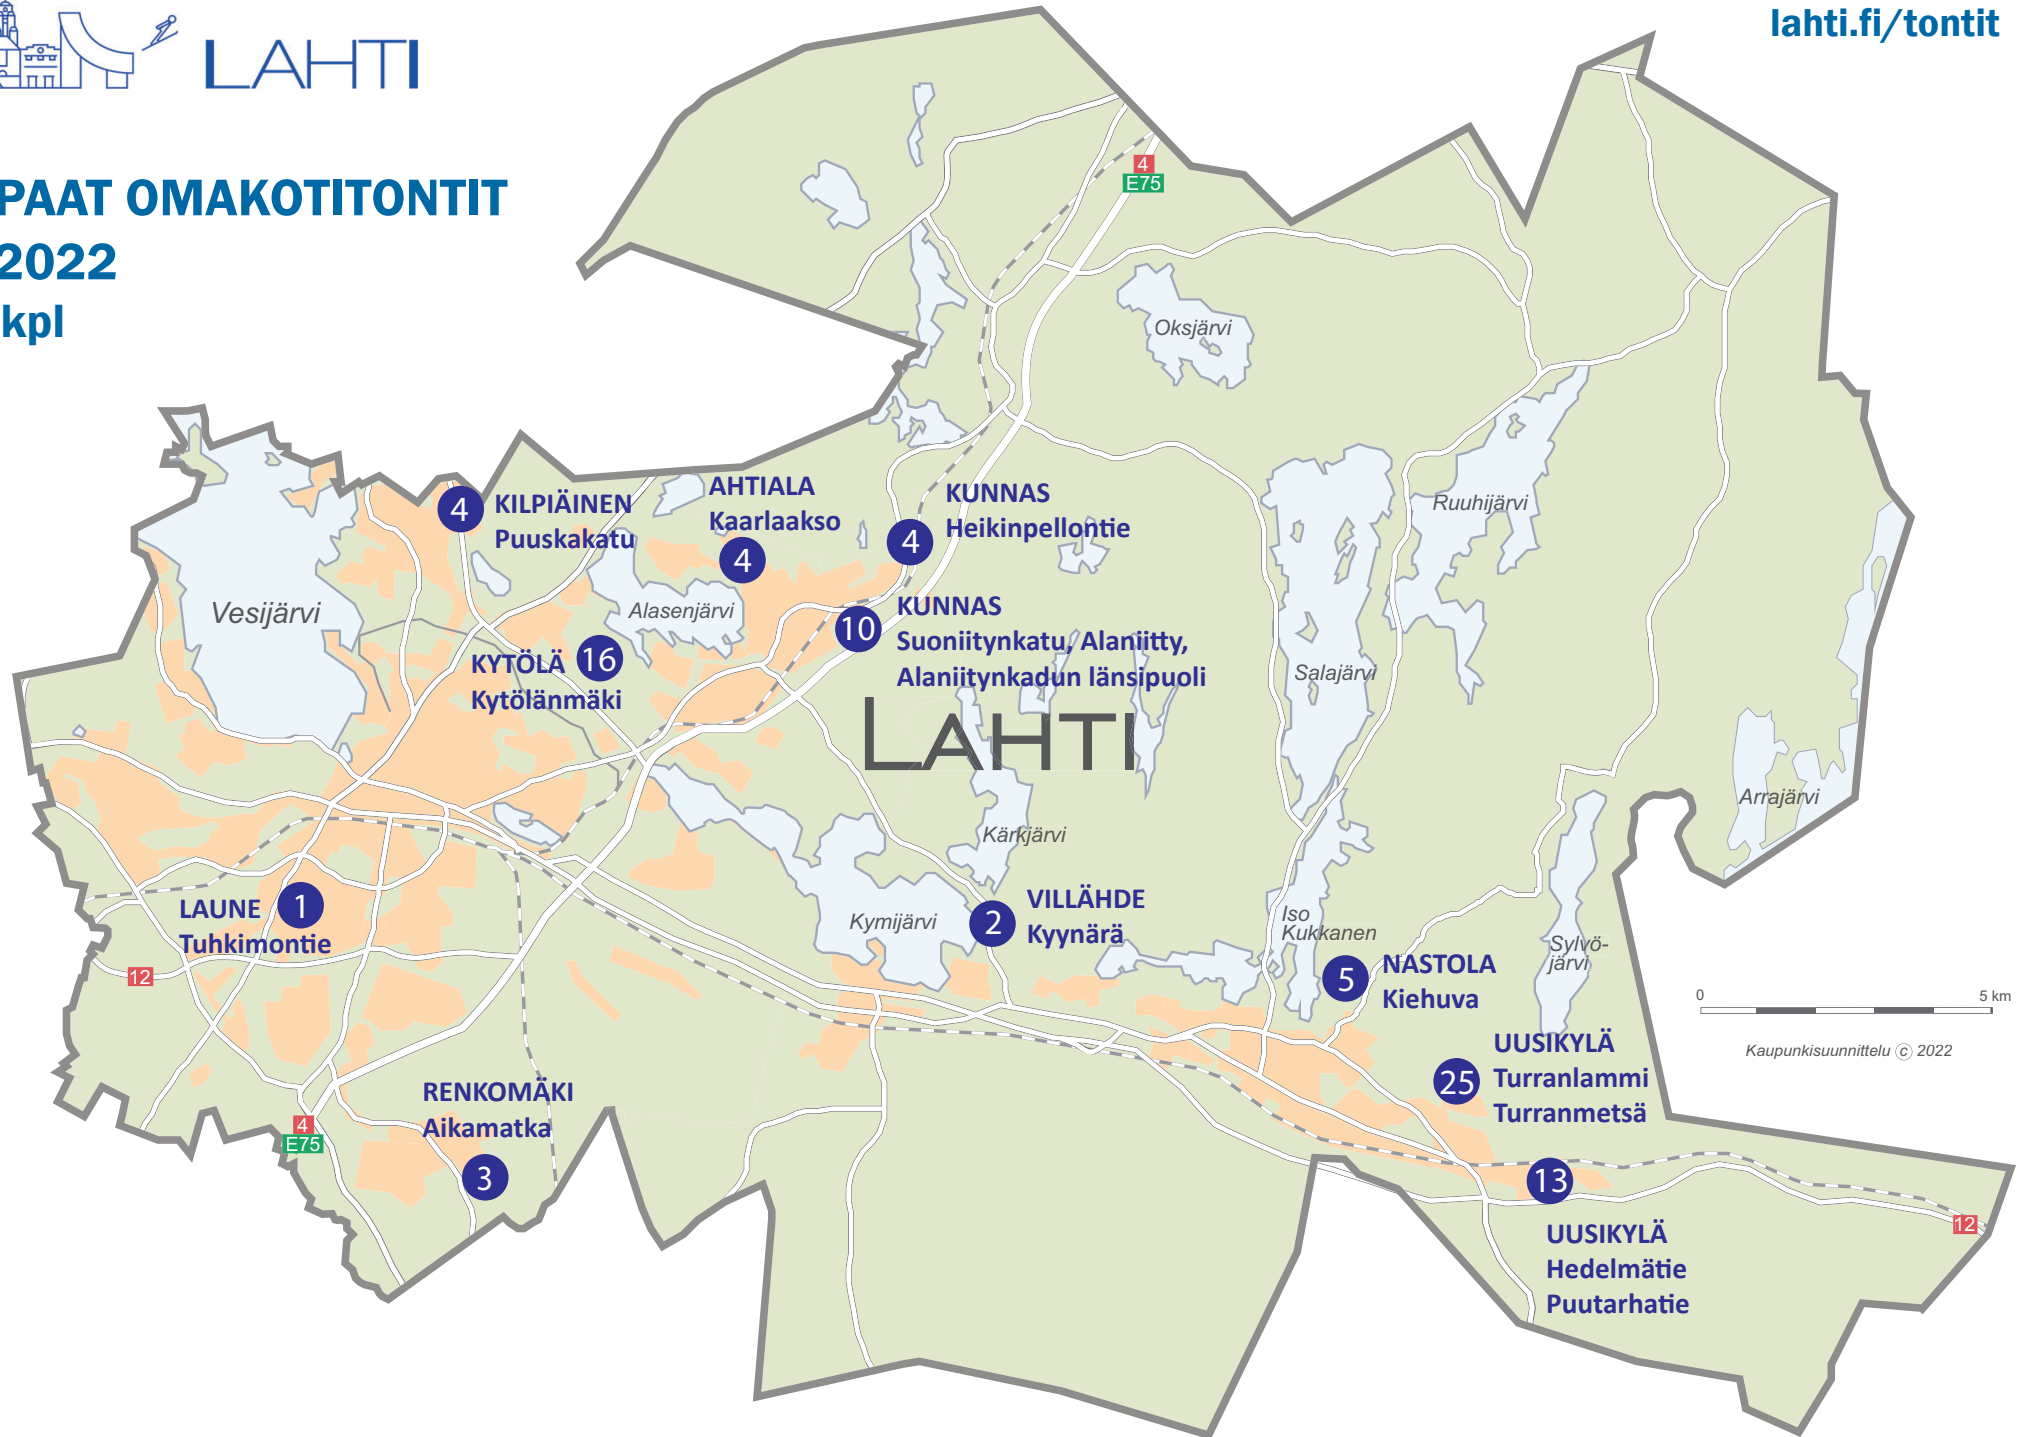 LAHTI
lahti.fi/tontit
PAAT OMAKOTITONTIT
2022
kpl
4
E75
Oksjärvi
Ruuhijärvi
4
KILPIÄINEN
Puuskakatu
AHTIALA
Kaarlaakso
4
KUNNAS
Heikinpellontie
4
Vesijärvi
Alasenjärvi
10
KUNNAS
Suoniitynkatu, Alaniitty,
Alaniitynkadun länsipuoli
KYTÖLÄ
Kytölänmäki
16
Salajärvi
LAHTI
Arrajärvi
Kärkjärvi
LAUNE
Tuhkimontie
1
Kymijärvi
2
VILLÄHDE
Kyynärä
Iso
Kukkanen
Sylvö-
järvi
12
5
NASTOLA
Kiehuva
0
5 km
Kaupunkisuunnittelu © 2022
25
UUSIKYLÄ
Turranlammi
Turranmetsä
RENKOMÄKI
Aikamatka
3
4
E75
13
12
UUSIKYLÄ
Hedelmätie
Puutarhatie